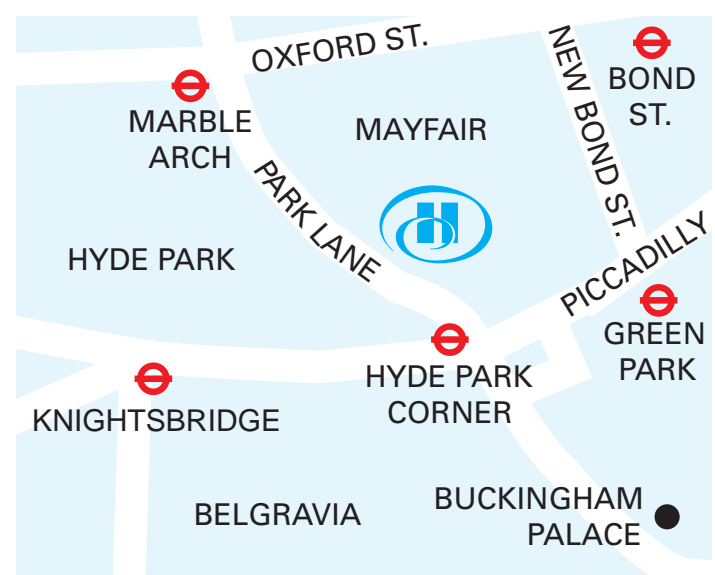 OXFORD ST.
NEW BOND ST.
BOND
ST.
MARBLE
ARCH
MAYFAIR
PARK LANE
HYDE PARK
H
PICCADILLY
GREEN
PARK
HYDE PARK
CORNER
KNIGHTSBRIDGE
BELGRAVIA
BUCKINGHAM
PALACE